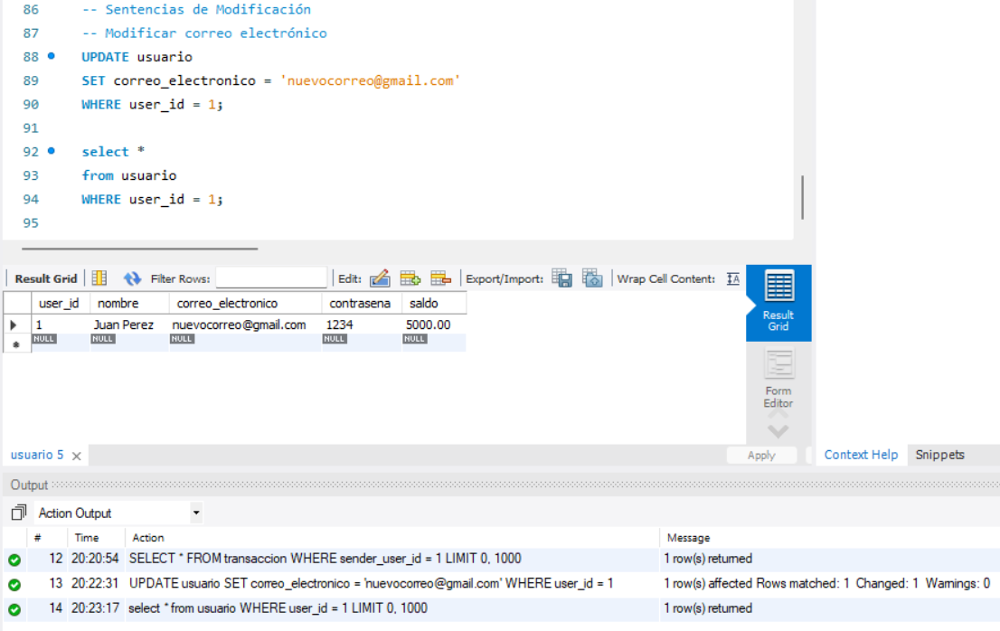 86 -- Sentencias de Modificación
87 -- Modificar correo electrónico
88 UPDATE usuario
89 SET correo_electronico = 'nuevocorreo@gmail.com'
90 WHERE user_id = 1;
91
92 select *
93 from usuario
94 WHERE user_id = 1;
95
Result Grid Filter Rows: Edit: Export/Import: Wrap Cell Content:
user_id nombre correo_electronico contrasena saldo
1 Juan Perez nuevocorreo@gmail.com 1234 5000.00
NULL NULL NULL NULL NULL
Result
Grid
Form
Editor
usuario 5 Apply
Context Help Snippets
Output
Action Output
# Time Action Message
12 20:20:54 SELECT * FROM transaccion WHERE sender_user_id = 1 LIMIT 0, 1000 1 row(s) returned
13 20:22:31 UPDATE usuario SET correo_electronico = 'nuevocorreo@gmail.com' WHERE user_id = 1 1 row(s) affected Rows matched: 1 Changed: 1 Warnings: 0
14 20:23:17 select * from usuario WHERE user_id = 1 LIMIT 0, 1000 1 row(s) returned